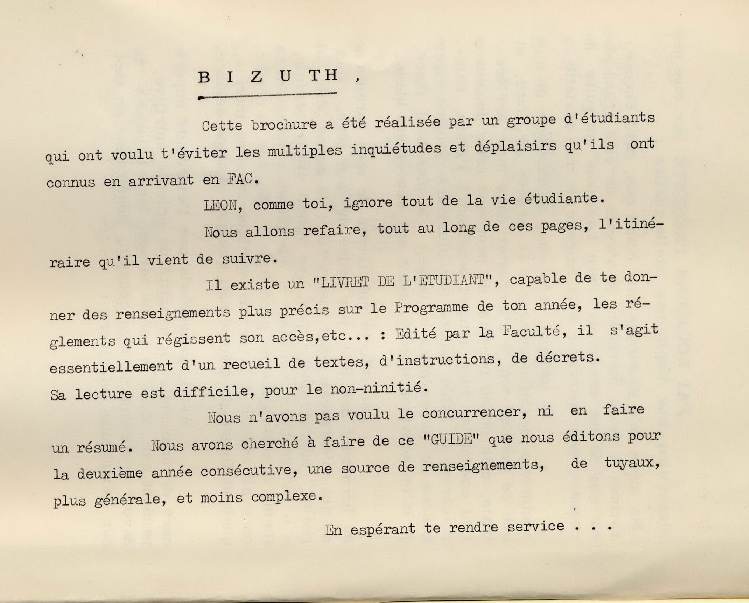 B I Z U TH ,
Cette brochure a été réalisée par un groupe d'étudiants
qui ont voulu t'éviter les multiples inquiétudes et déplaisirs qu'ils ont
connus en arrivant en FAC.
LEON, comme toi, ignore tout de la vie étudiante.
Nous allons refaire, tout au long de ces pages, l'itiné-
raire qu'il vient de suivre.
Il existe un "LIVRET DE L'ETUDIANT", capable de te don-
ner des renseignements plus précis sur le Programme de ton année, les ré-
glements qui régissent son accès,etc... : Edité par la Faculté, il s'agit
essentiellement d'un recueil de textes, d'instructions, de décrets.
Sa lecture est difficile, pour le non-ninitié.
Nous n'avons pas voulu le concurrencer, ni en faire
un résumé. Nous avons cherché à faire de ce "GUIDE" que nous éditons pour
la deuxième année consécutive, une source de renseignements, de tuyaux,
plus générale, et moins complexe.
En espérant te rendre service . . .